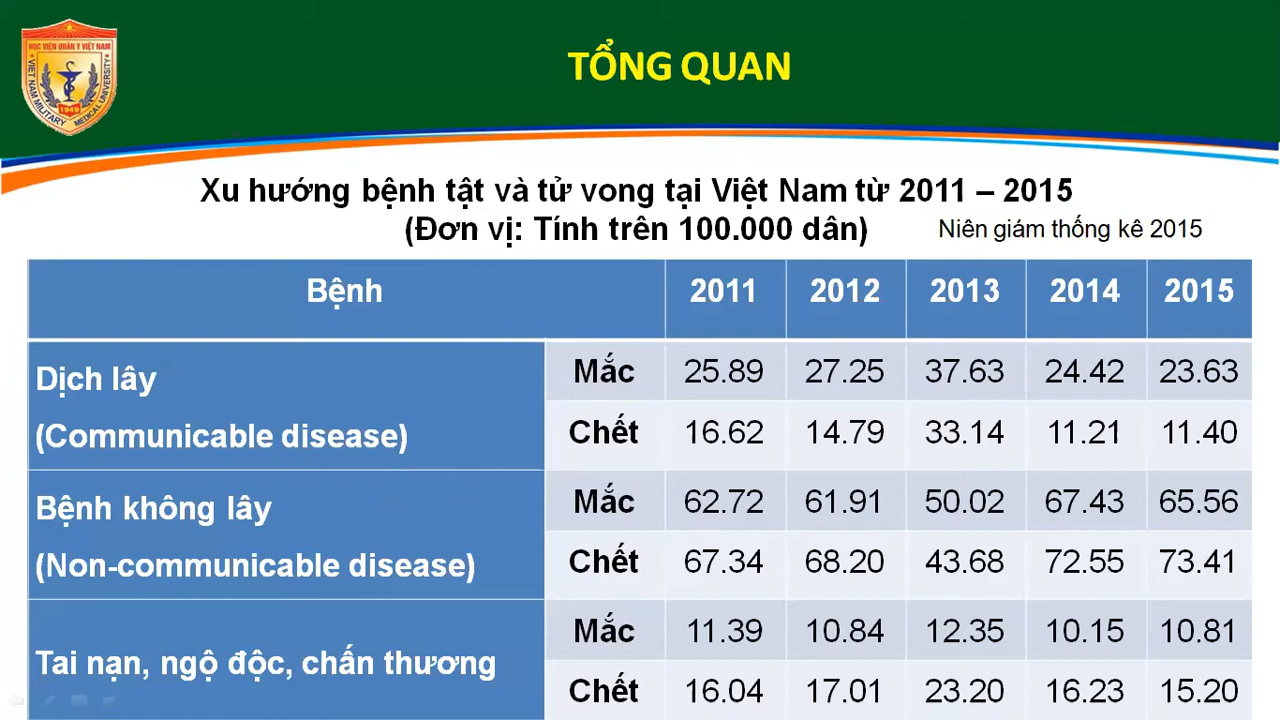 HỌC VIỆN QUÂN Y VIỆT NAM
VIET NAM MILITARY MEDICAL UNIVERSITY
1949
TỔNG QUAN
Xu hướng bệnh tật và tử vong tại Việt Nam từ 2011 – 2015
(Đơn vị: Tính trên 100.000 dân)
Niên giám thống kê 2015
Bệnh 2011 2012 2013 2014 2015
Dịch lây
(Communicable disease)
Mắc 25.89 27.25 37.63 24.42 23.63
Chết 16.62 14.79 33.14 11.21 11.40
Bệnh không lây
(Non-communicable disease)
Mắc 62.72 61.91 50.02 67.43 65.56
Chết 67.34 68.20 43.68 72.55 73.41
Tai nạn, ngộ độc, chấn thương
Mắc 11.39 10.84 12.35 10.15 10.81
Chết 16.04 17.01 23.20 16.23 15.20